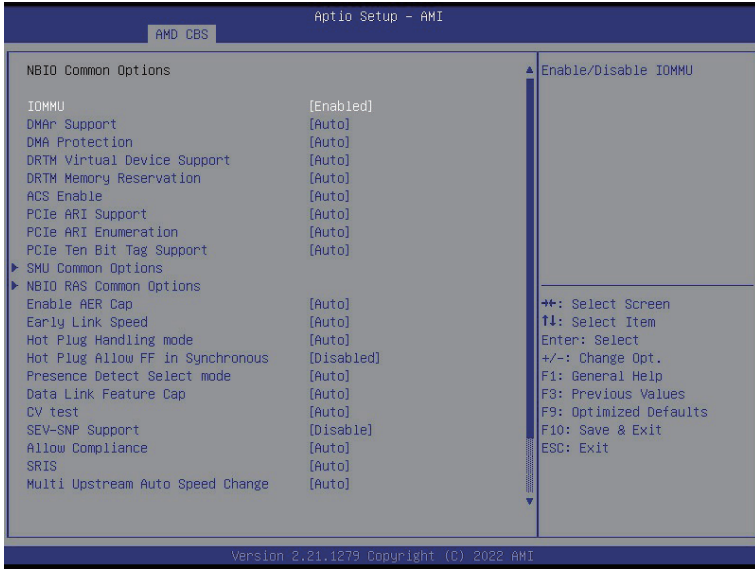 Aptio Setup – AMI
AMD CBS
NBIO Common Options
IOMMU [Enabled]
DMAr Support [Auto]
DMA Protection [Auto]
DRTM Virtual Device Support [Auto]
DRTM Memory Reservation [Auto]
ACS Enable [Auto]
PCIe ARI Support [Auto]
PCIe ARI Enumeration [Auto]
PCIe Ten Bit Tag Support [Auto]
SMU Common Options
NBIO RAS Common Options
Enable AER Cap [Auto]
Early Link Speed [Auto]
Hot Plug Handling mode [Auto]
Hot Plug Allow FF in Synchronous [Disabled]
Presence Detect Select mode [Auto]
Data Link Feature Cap [Auto]
CV test [Auto]
SEV-SNP Support [Disable]
Allow Compliance [Auto]
SRIS [Auto]
Multi Upstream Auto Speed Change [Auto]
Enable/Disable IOMMU
→←: Select Screen
↑↓: Select Item
Enter: Select
+/-: Change Opt.
F1: General Help
F3: Previous Values
F9: Optimized Defaults
F10: Save & Exit
ESC: Exit
Version 2.21.1279 Copyright (C) 2022 AMI